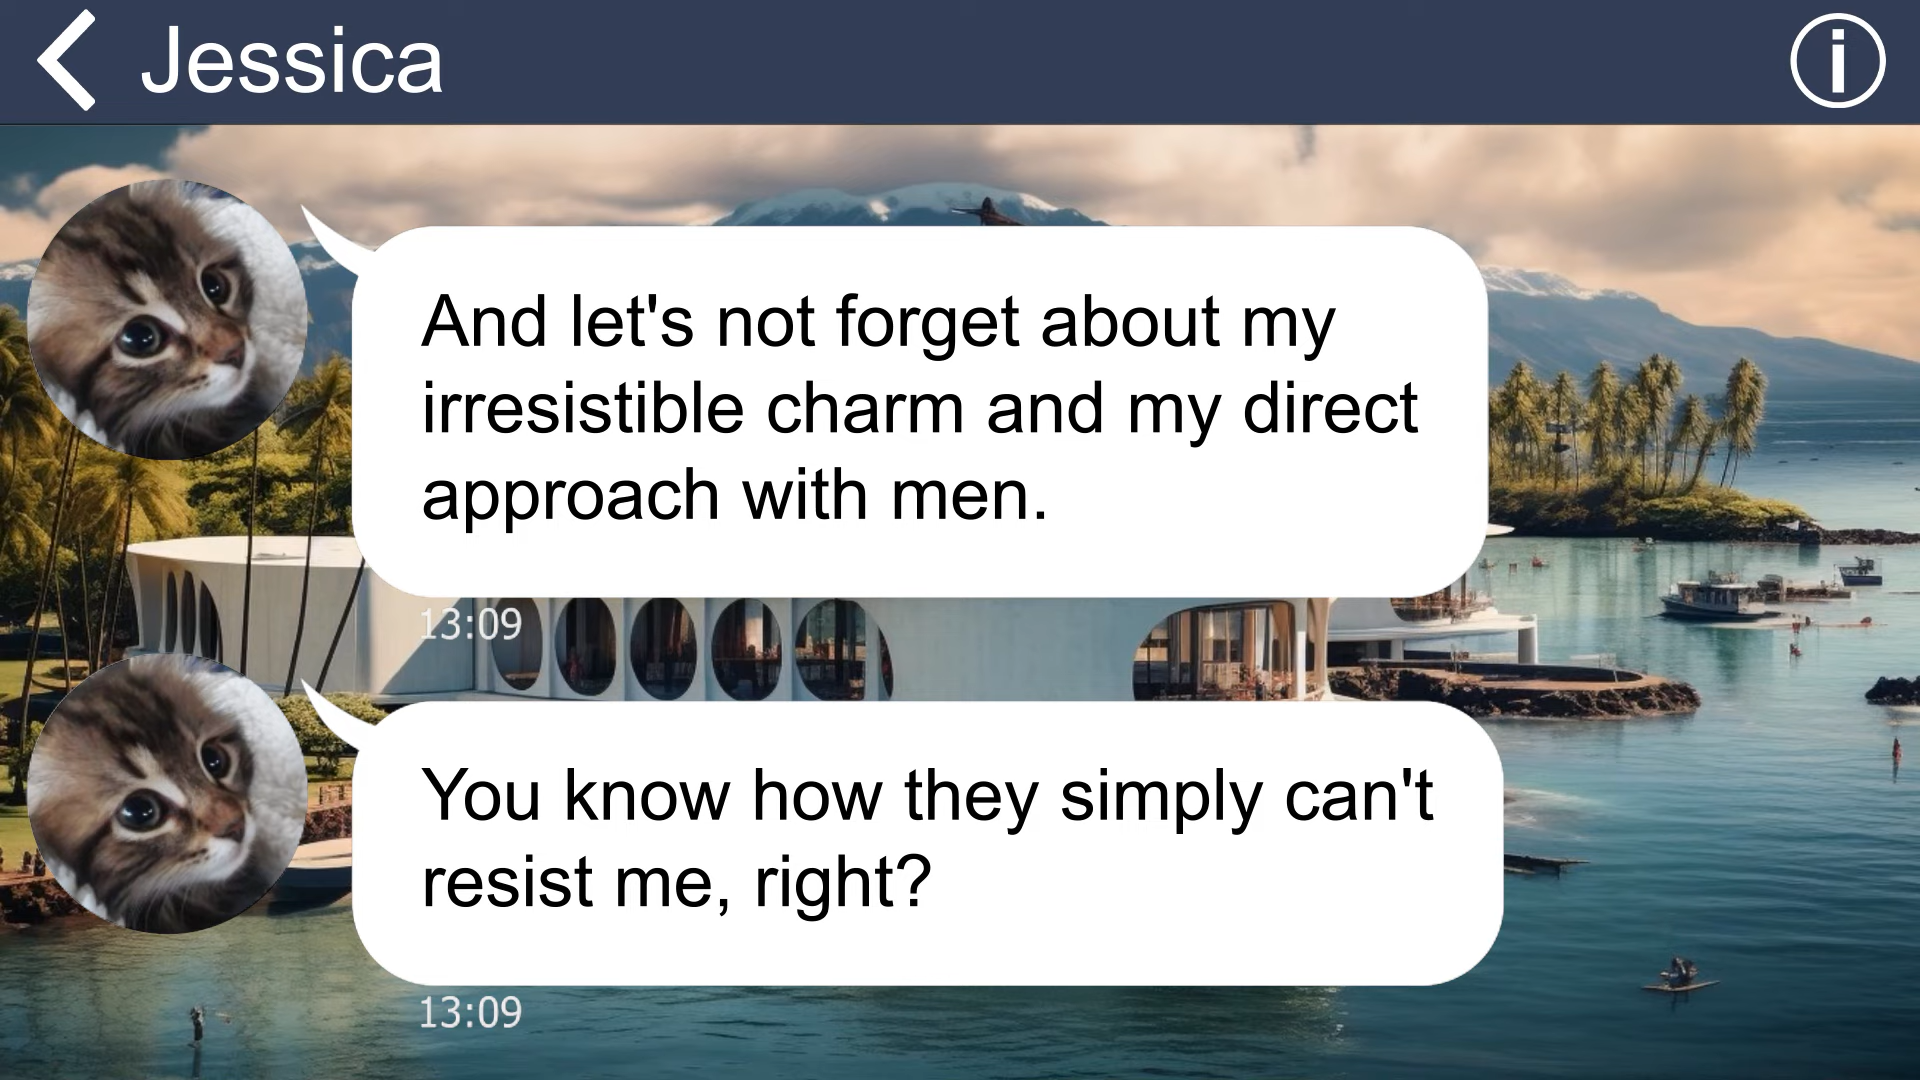 Jessica
And let's not forget about my
irresistible charm and my direct
approach with men.
13:09
You know how they simply can't
resist me, right?
13:09